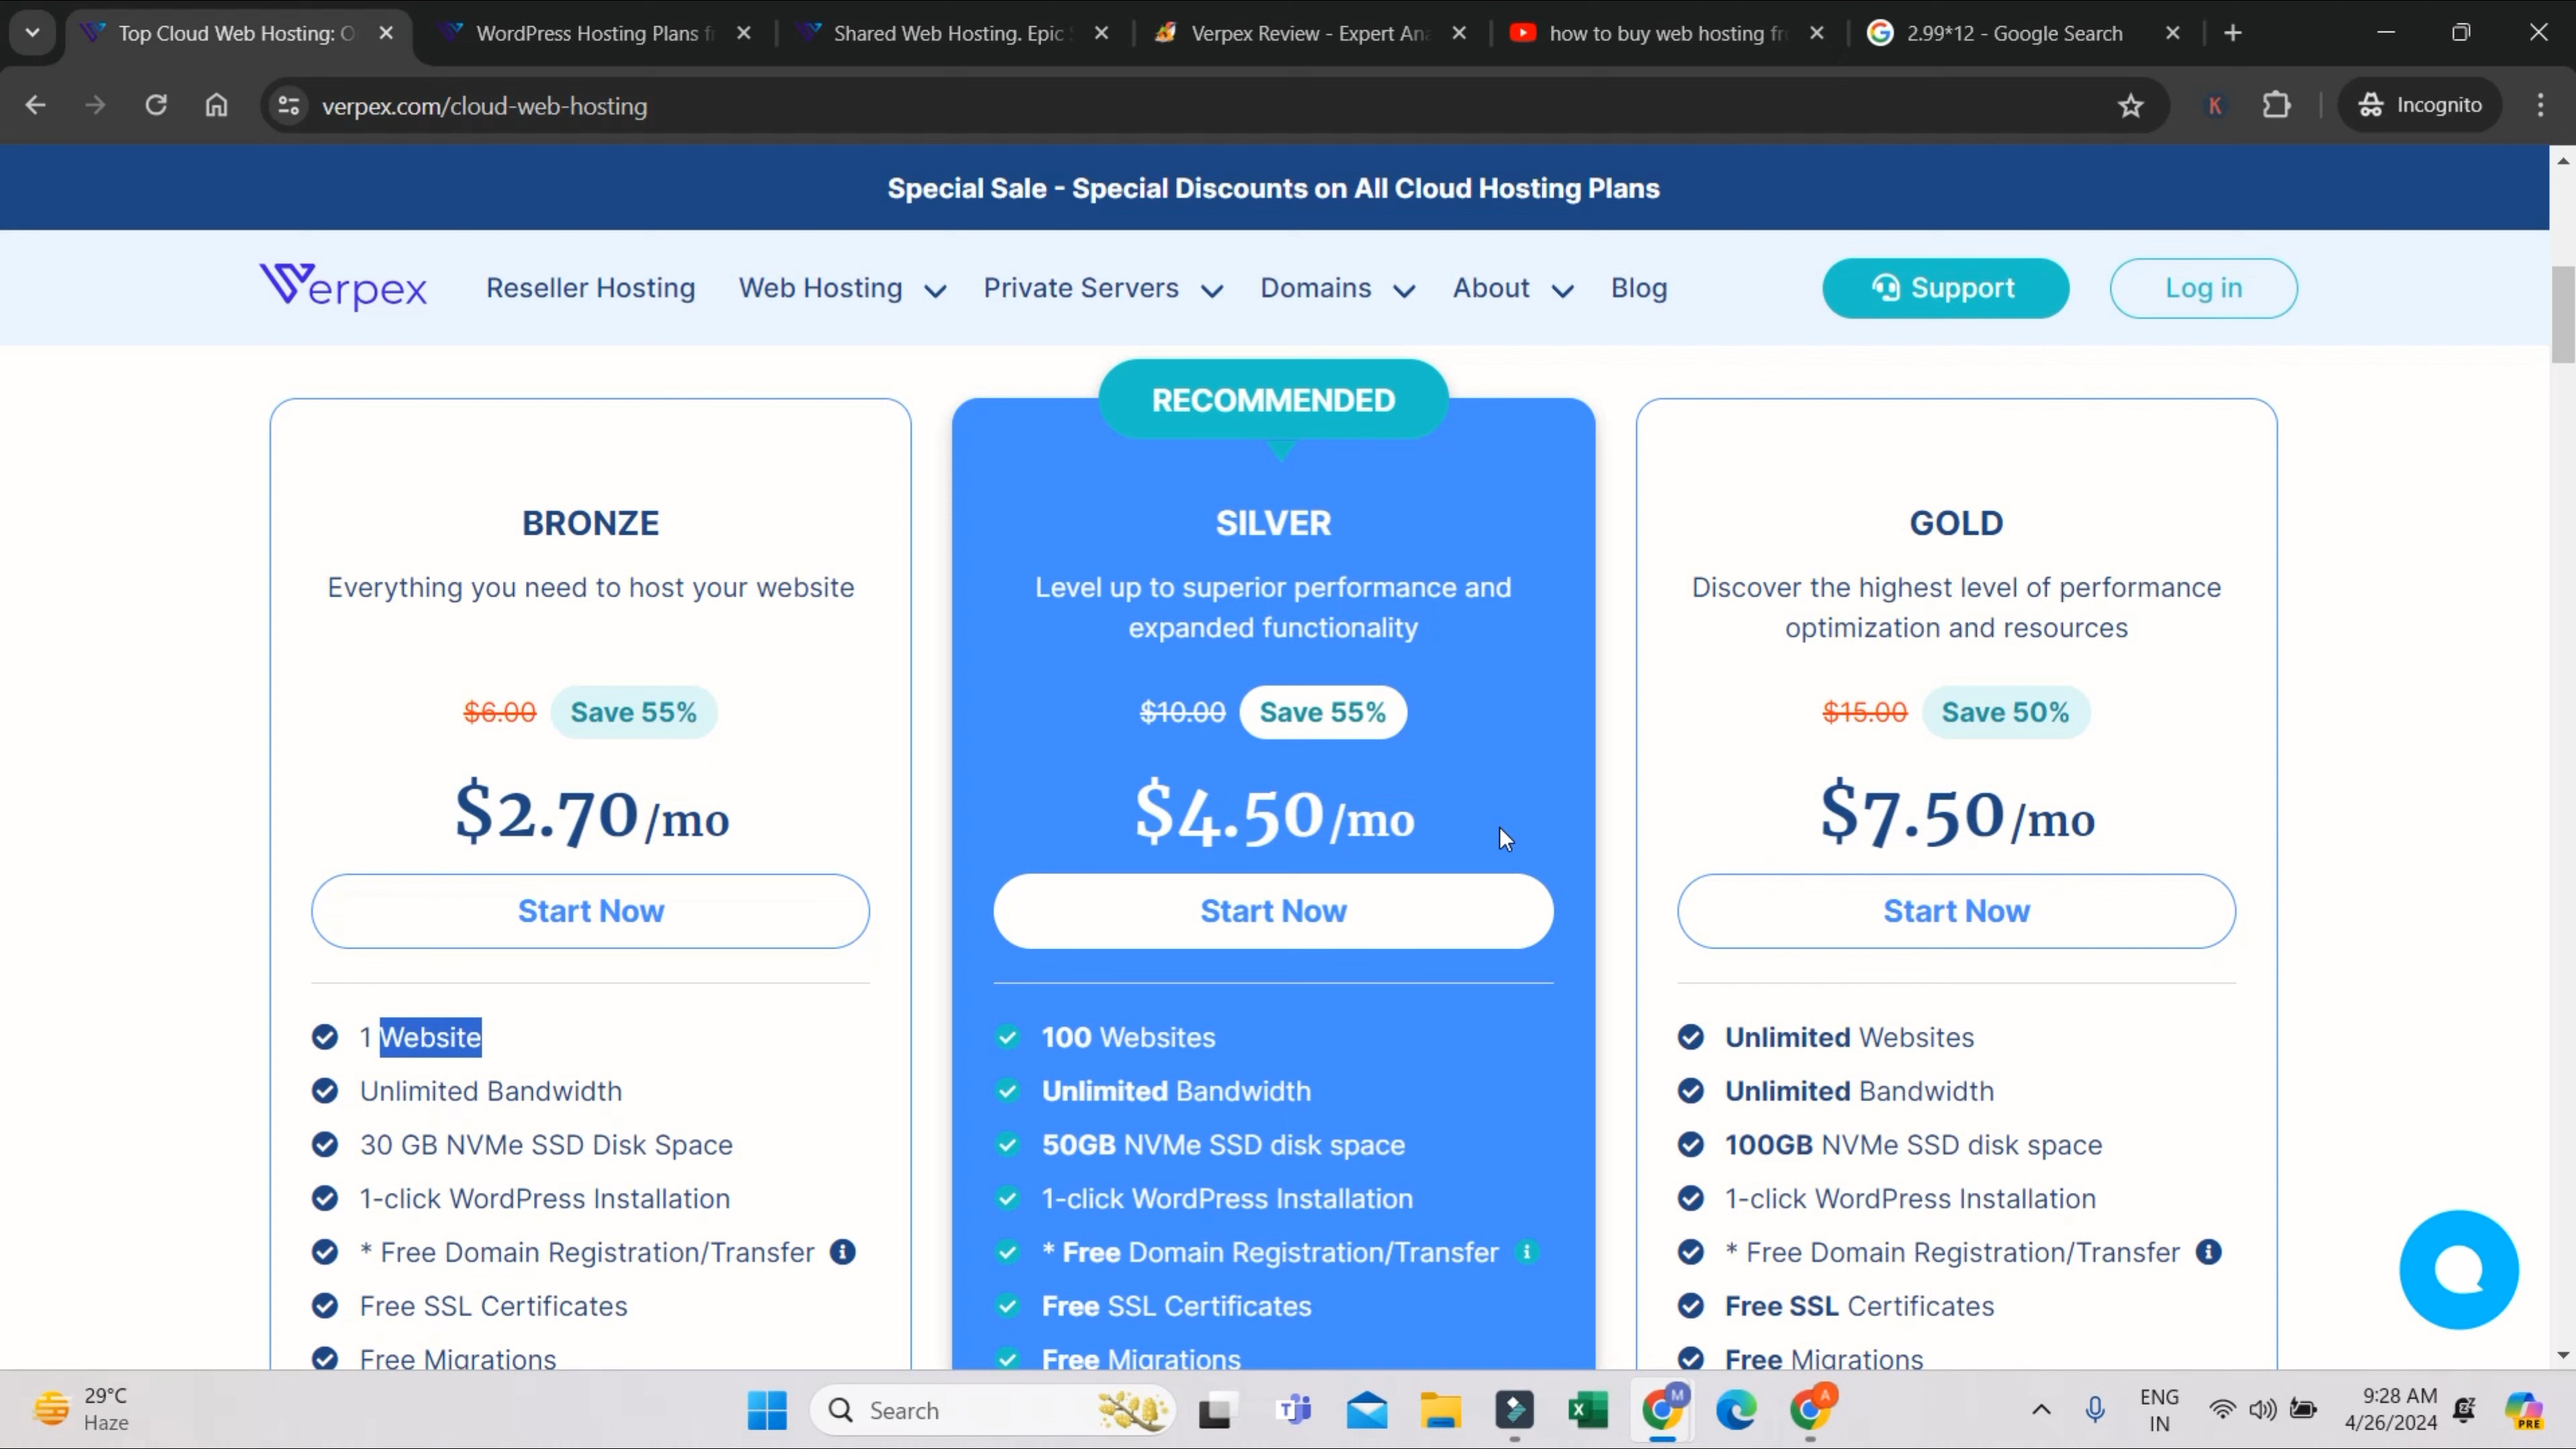 Top Cloud Web Hosting: O
WordPress Hosting Plans f
Shared Web Hosting. Epic
Verpex Review - Expert Ana
how to buy web hosting fr
2.99*12 - Google Search
verpex.com/cloud-web-hosting
K
Incognito
Special Sale - Special Discounts on All Cloud Hosting Plans
Verpex
Reseller Hosting
Web Hosting
Private Servers
Domains
About
Blog
Support
Log in
RECOMMENDED
BRONZE
Everything you need to host your website
$6.00 Save 55%
$2.70/mo
Start Now
1 Website
Unlimited Bandwidth
30 GB NVMe SSD Disk Space
1-click WordPress Installation
* Free Domain Registration/Transfer
Free SSL Certificates
Free Migrations
SILVER
Level up to superior performance and
expanded functionality
$10.00 Save 55%
$4.50/mo
Start Now
100 Websites
Unlimited Bandwidth
50GB NVMe SSD disk space
1-click WordPress Installation
* Free Domain Registration/Transfer
Free SSL Certificates
Free Migrations
GOLD
Discover the highest level of performance
optimization and resources
$15.00 Save 50%
$7.50/mo
Start Now
Unlimited Websites
Unlimited Bandwidth
100GB NVMe SSD disk space
1-click WordPress Installation
* Free Domain Registration/Transfer
Free SSL Certificates
Free Migrations
29°C
Haze
Search
M
A
ENG
IN
9:28 AM
4/26/2024
PRE